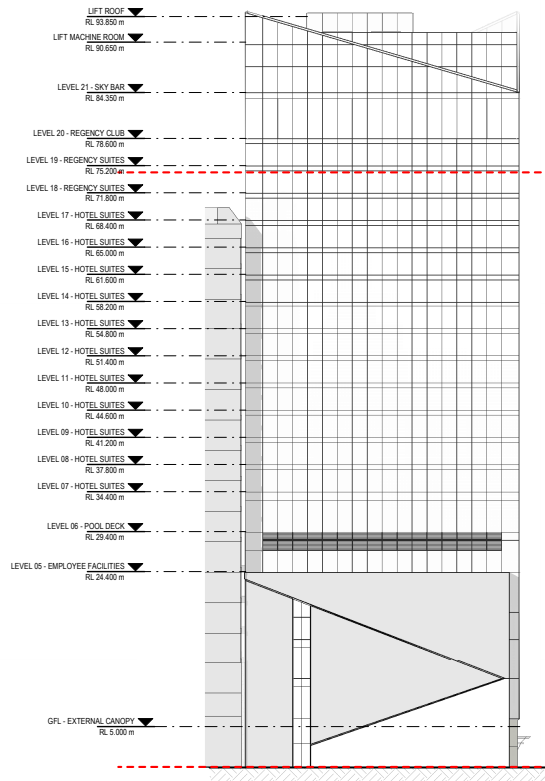 LIFT ROOF
RL 93.850 m
LIFT MACHINE ROOM
RL 90.650 m
LEVEL 21 - SKY BAR
RL 84.350 m
LEVEL 20 - REGENCY CLUB
RL 78.600 m
LEVEL 19 - REGENCY SUITES
RL 75.200 m
LEVEL 18 - REGENCY SUITES
RL 71.800 m
LEVEL 17 - HOTEL SUITES
RL 68.400 m
LEVEL 16 - HOTEL SUITES
RL 65.000 m
LEVEL 15 - HOTEL SUITES
RL 61.600 m
LEVEL 14 - HOTEL SUITES
RL 58.200 m
LEVEL 13 - HOTEL SUITES
RL 54.800 m
LEVEL 12 - HOTEL SUITES
RL 51.400 m
LEVEL 11 - HOTEL SUITES
RL 48.000 m
LEVEL 10 - HOTEL SUITES
RL 44.600 m
LEVEL 09 - HOTEL SUITES
RL 41.200 m
LEVEL 08 - HOTEL SUITES
RL 37.800 m
LEVEL 07 - HOTEL SUITES
RL 34.400 m
LEVEL 06 - POOL DECK
RL 29.400 m
LEVEL 05 - EMPLOYEE FACILITIES
RL 24.400 m
GFL - EXTERNAL CANOPY
RL 5.000 m